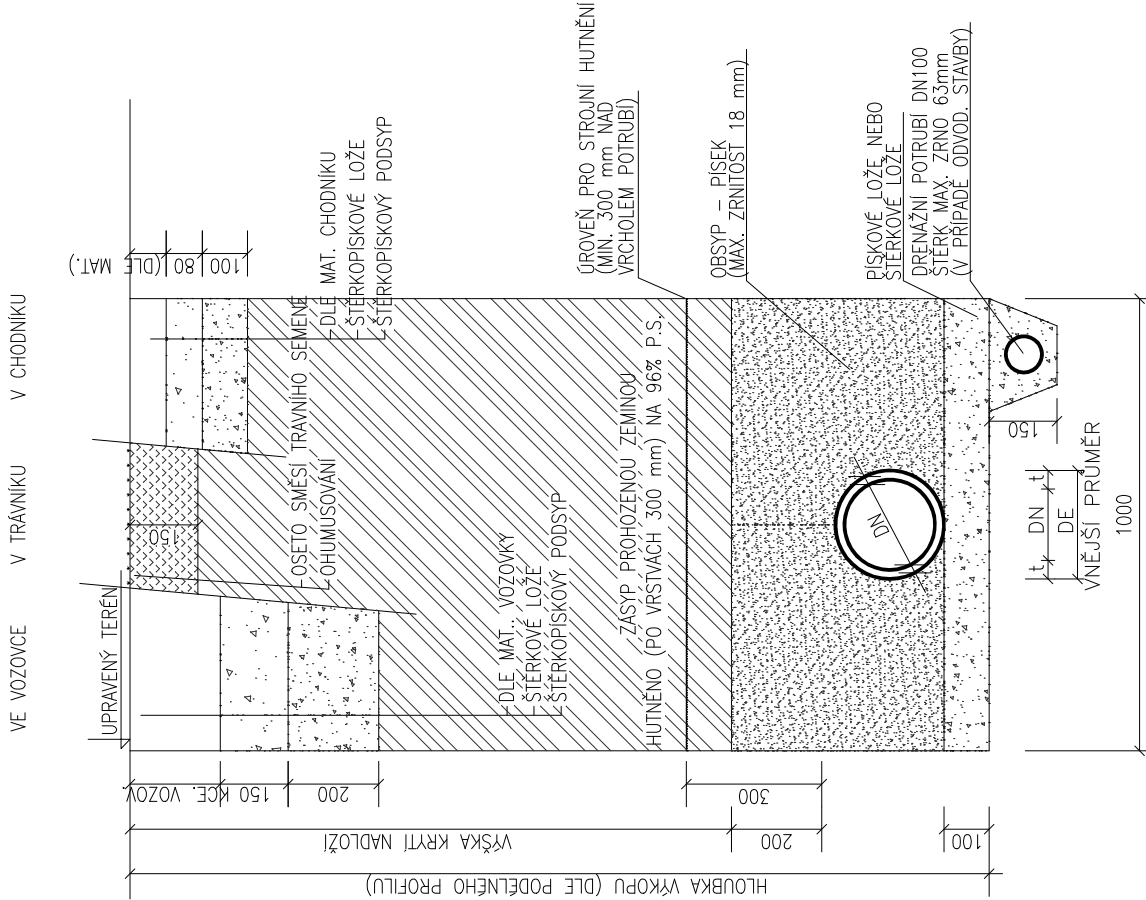 VE VOZOVCE
V TRÁVNÍKU
V CHODNÍKU
UPRAVENÝ TERÉN
(DLE MAT.)
80
100
DLE MAT. CHODNÍKU
ŠTĚRKOPÍSKOVÉ LOŽE
ŠTĚRKOPÍSKOVÝ PODSYP
150
OSETO SMĚSÍ TRAVNÍHO SEMENE
OHUMUSOVÁNÍ
DLE MAT. VOZOVKY
ŠTĚRKOVÉ LOŽE
ŠTĚRKOPÍSKOVÝ PODSYP
KCE. VOZOV.
150
200
ZÁSYP PROHOZENOU ZEMINOU
HUTNĚNO (PO VRSTVÁCH 300 mm) NA 96% P.S.
ÚROVEŇ PRO STROJNÍ HUTNĚNÍ
(MIN. 300 mm NAD
VRCHOLEM POTRUBÍ)
OBSYP – PÍSEK
(MAX. ZRNITOST 18 mm)
PÍSKOVÉ LOŽE NEBO
ŠTĚRKOVÉ LOŽE
DRENÁŽNÍ POTRUBÍ DN100
ŠTĚRK MAX. ZRNO 63mm
(V PŘÍPADĚ ODVOD. STAVBY)
300
200
100
VÝŠKA KRYTÍ NADLOŽÍ
HLOUBKA VÝKOPU (DLE PODÉLNÉHO PROFILU)
DN
150
t DN t
DE
VNĚJŠÍ PRŮMĚR
1000